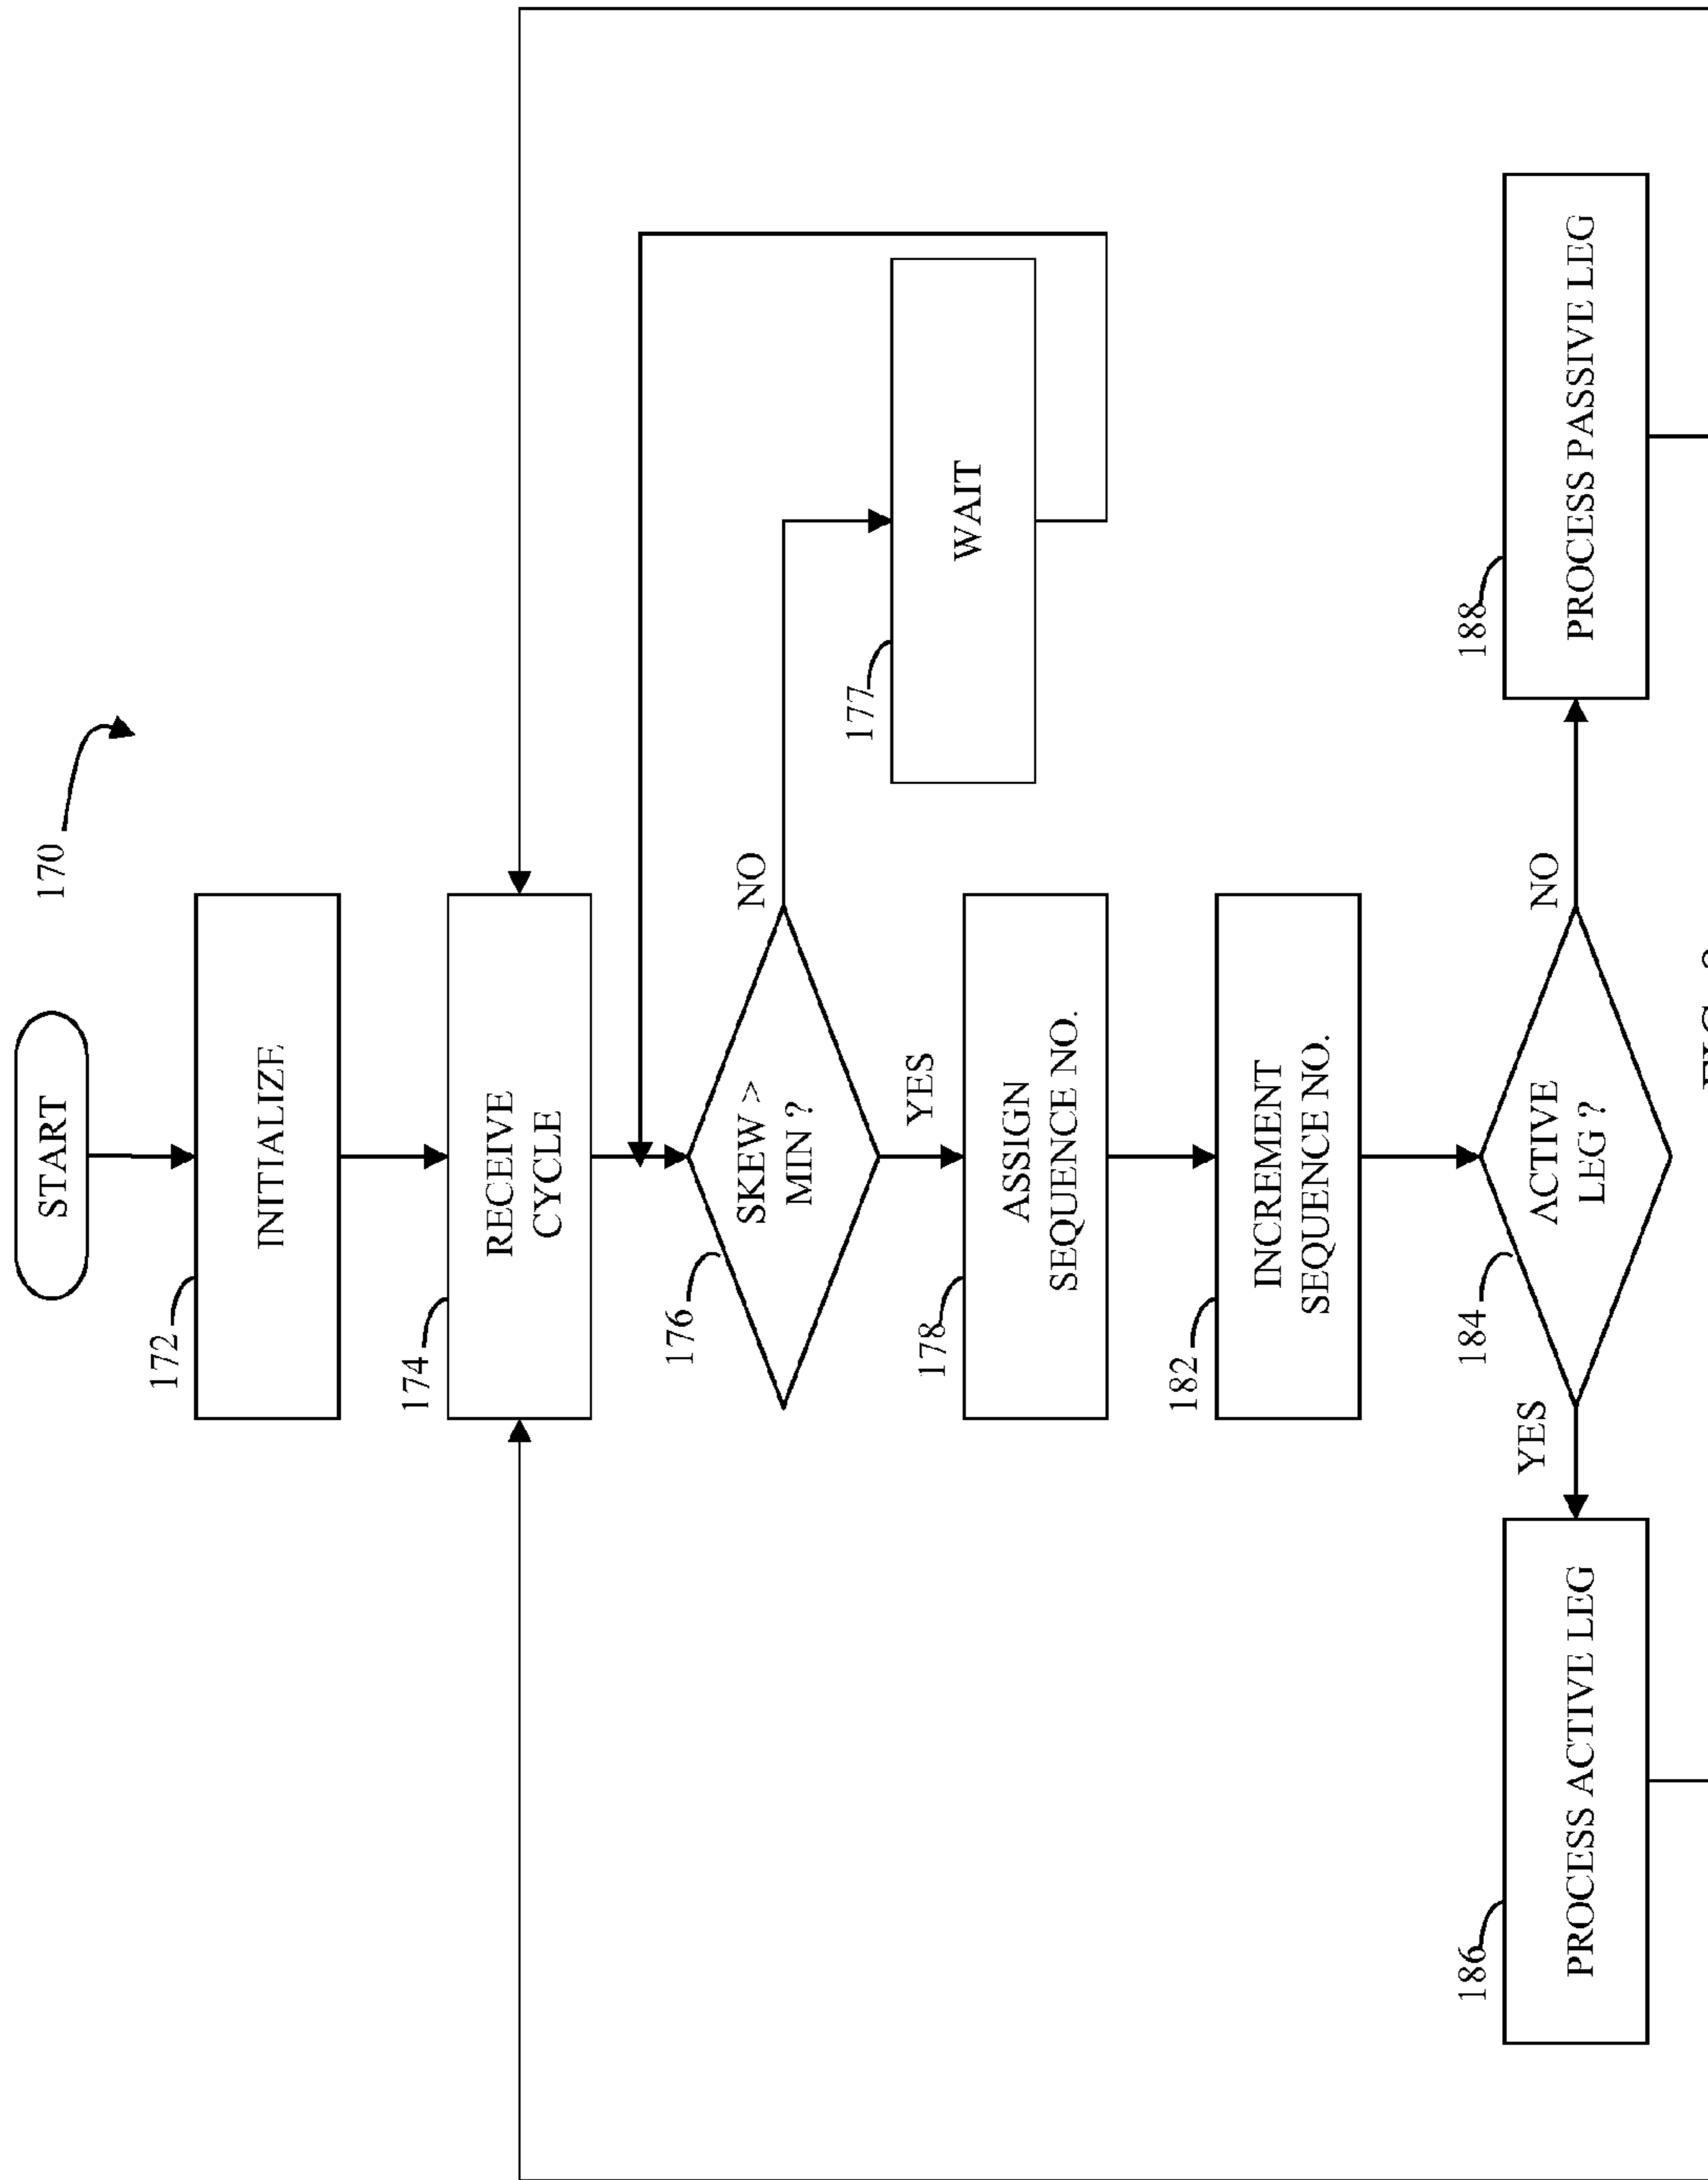 170
START
172
INITIALIZE
174
RECEIVE
CYCLE
176
SKEW >
MIN ?
NO
177
WAIT
YES
178
ASSIGN
SEQUENCE NO.
182
INCREMENT
SEQUENCE NO.
184
ACTIVE
LEG ?
YES
NO
186
PROCESS ACTIVE LEG
188
PROCESS PASSIVE LEG
FIG.